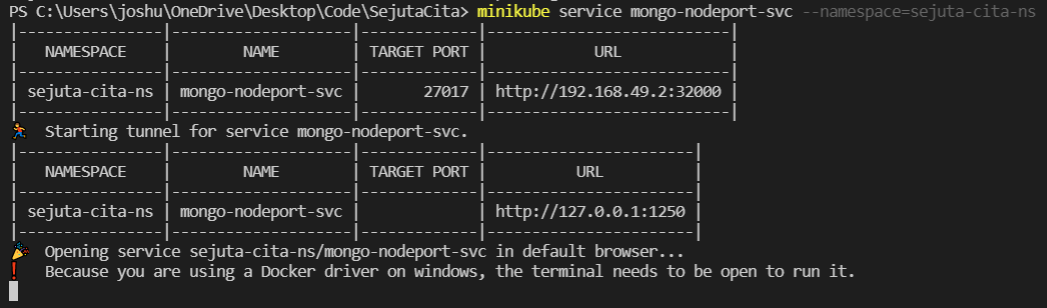 PS C:\Users\joshu\OneDrive\Desktop\Code\SejutaCita> minikube service mongo-nodeport-svc --namespace=sejuta-cita-ns
|----------------|--------------------|-------------|---------------------------|
| NAMESPACE | NAME | TARGET PORT | URL |
|----------------|--------------------|-------------|---------------------------|
| sejuta-cita-ns | mongo-nodeport-svc | 27017 | http://192.168.49.2:32000 |
|----------------|--------------------|-------------|---------------------------|
🏃 Starting tunnel for service mongo-nodeport-svc.
|----------------|--------------------|-------------|-----------------------|
| NAMESPACE | NAME | TARGET PORT | URL |
|----------------|--------------------|-------------|-----------------------|
| sejuta-cita-ns | mongo-nodeport-svc | | http://127.0.0.1:1250 |
|----------------|--------------------|-------------|-----------------------|
🎉 Opening service sejuta-cita-ns/mongo-nodeport-svc in default browser...
❗ Because you are using a Docker driver on windows, the terminal needs to be open to run it.